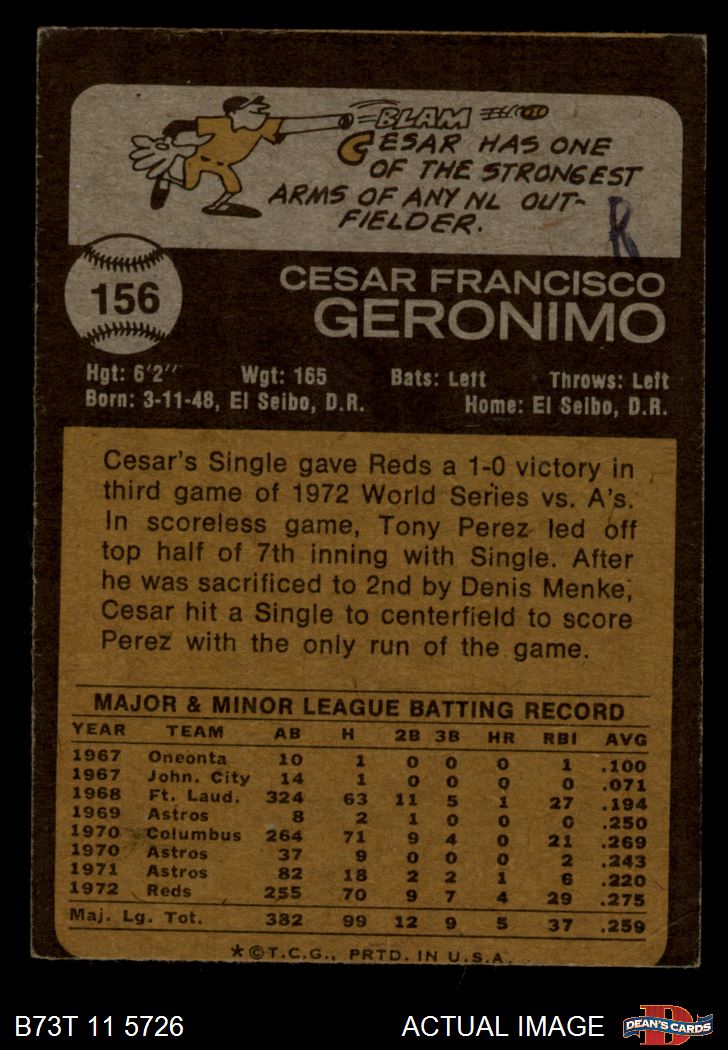 BLAM
CESAR HAS ONE
OF THE STRONGEST
ARMS OF ANY NL OUT-
FIELDER.
R
156
CESAR FRANCISCO
GERONIMO
Hgt: 6'2" Wgt: 165 Bats: Left Throws: Left
Born: 3-11-48, El Seibo, D.R. Home: El Seibo, D.R.
Cesar's Single gave Reds a 1-0 victory in
third game of 1972 World Series vs. A's.
In scoreless game, Tony Perez led off
top half of 7th inning with Single. After
he was sacrificed to 2nd by Denis Menke,
Cesar hit a Single to centerfield to score
Perez with the only run of the game.
MAJOR & MINOR LEAGUE BATTING RECORD
YEAR TEAM AB H 2B 3B HR RBI AVG
1967 Oneonta 10 1 0 0 0 1 .100
1967 John. City 14 1 0 0 0 0 .071
1968 Ft. Laud. 324 63 11 5 1 27 .194
1969 Astros 8 2 1 0 0 0 .250
1970 Columbus 264 71 9 4 0 21 .269
1970 Astros 37 9 0 0 0 2 .243
1971 Astros 82 18 2 2 1 6 .220
1972 Reds 255 70 9 7 4 29 .275
Maj. Lg. Tot. 382 99 12 9 5 37 .259
*©T.C.G., PRTD. IN U.S.A.
B73T 11 5726 ACTUAL IMAGE D DEAN'S CARDS